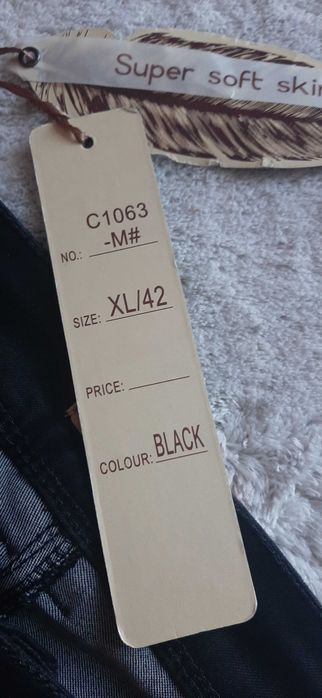 Super soft skin
C1063
NO.: -M#
SIZE: XL/42
PRICE:
COLOUR: BLACK